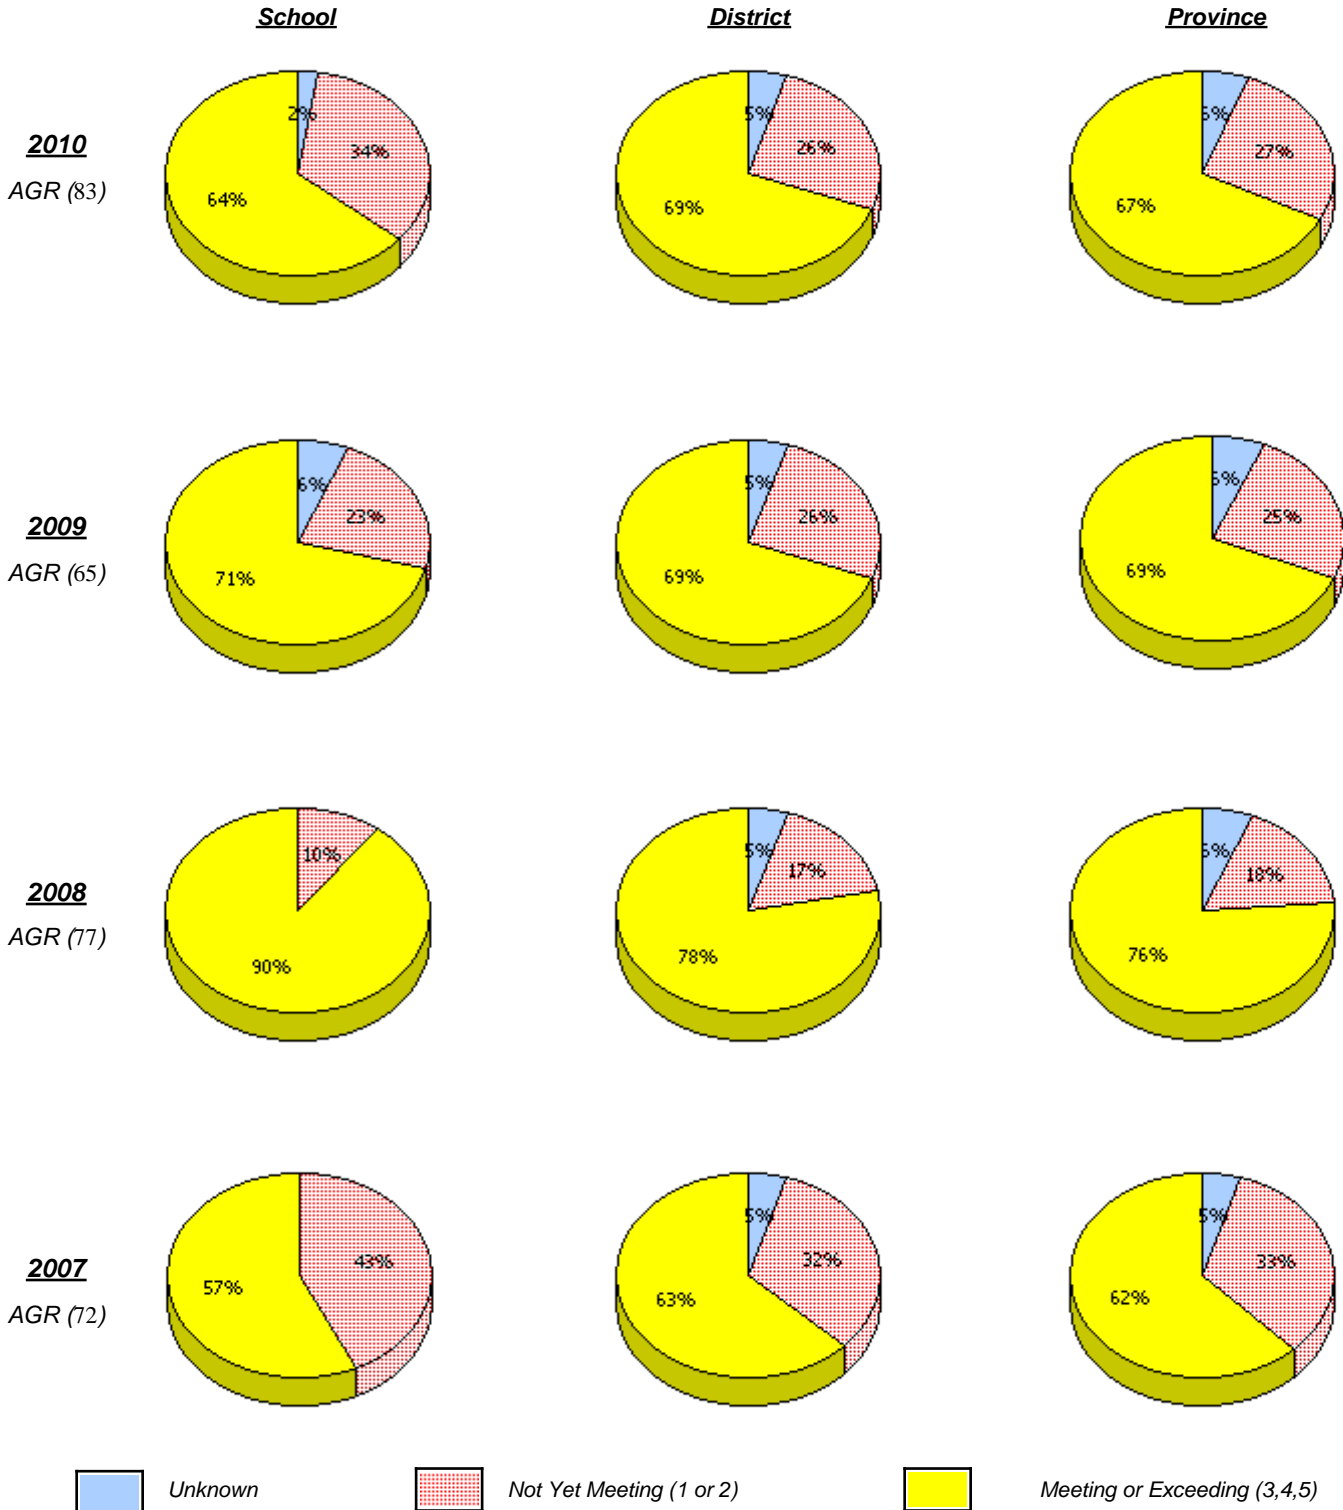 School District Province
2% 34% 64% 5% 26% 69% 27% 67%
2010
AGR (83)
6% 23% 71% 5% 26% 69% 6% 25% 69%
2009
AGR (65)
10% 90% 5% 17% 78% 6% 18% 76%
2008
AGR (77)
43% 57% 5% 32% 63% 5% 33% 62%
2007
AGR (72)
Unknown Not Yet Meeting (1 or 2) Meeting or Exceeding (3,4,5)